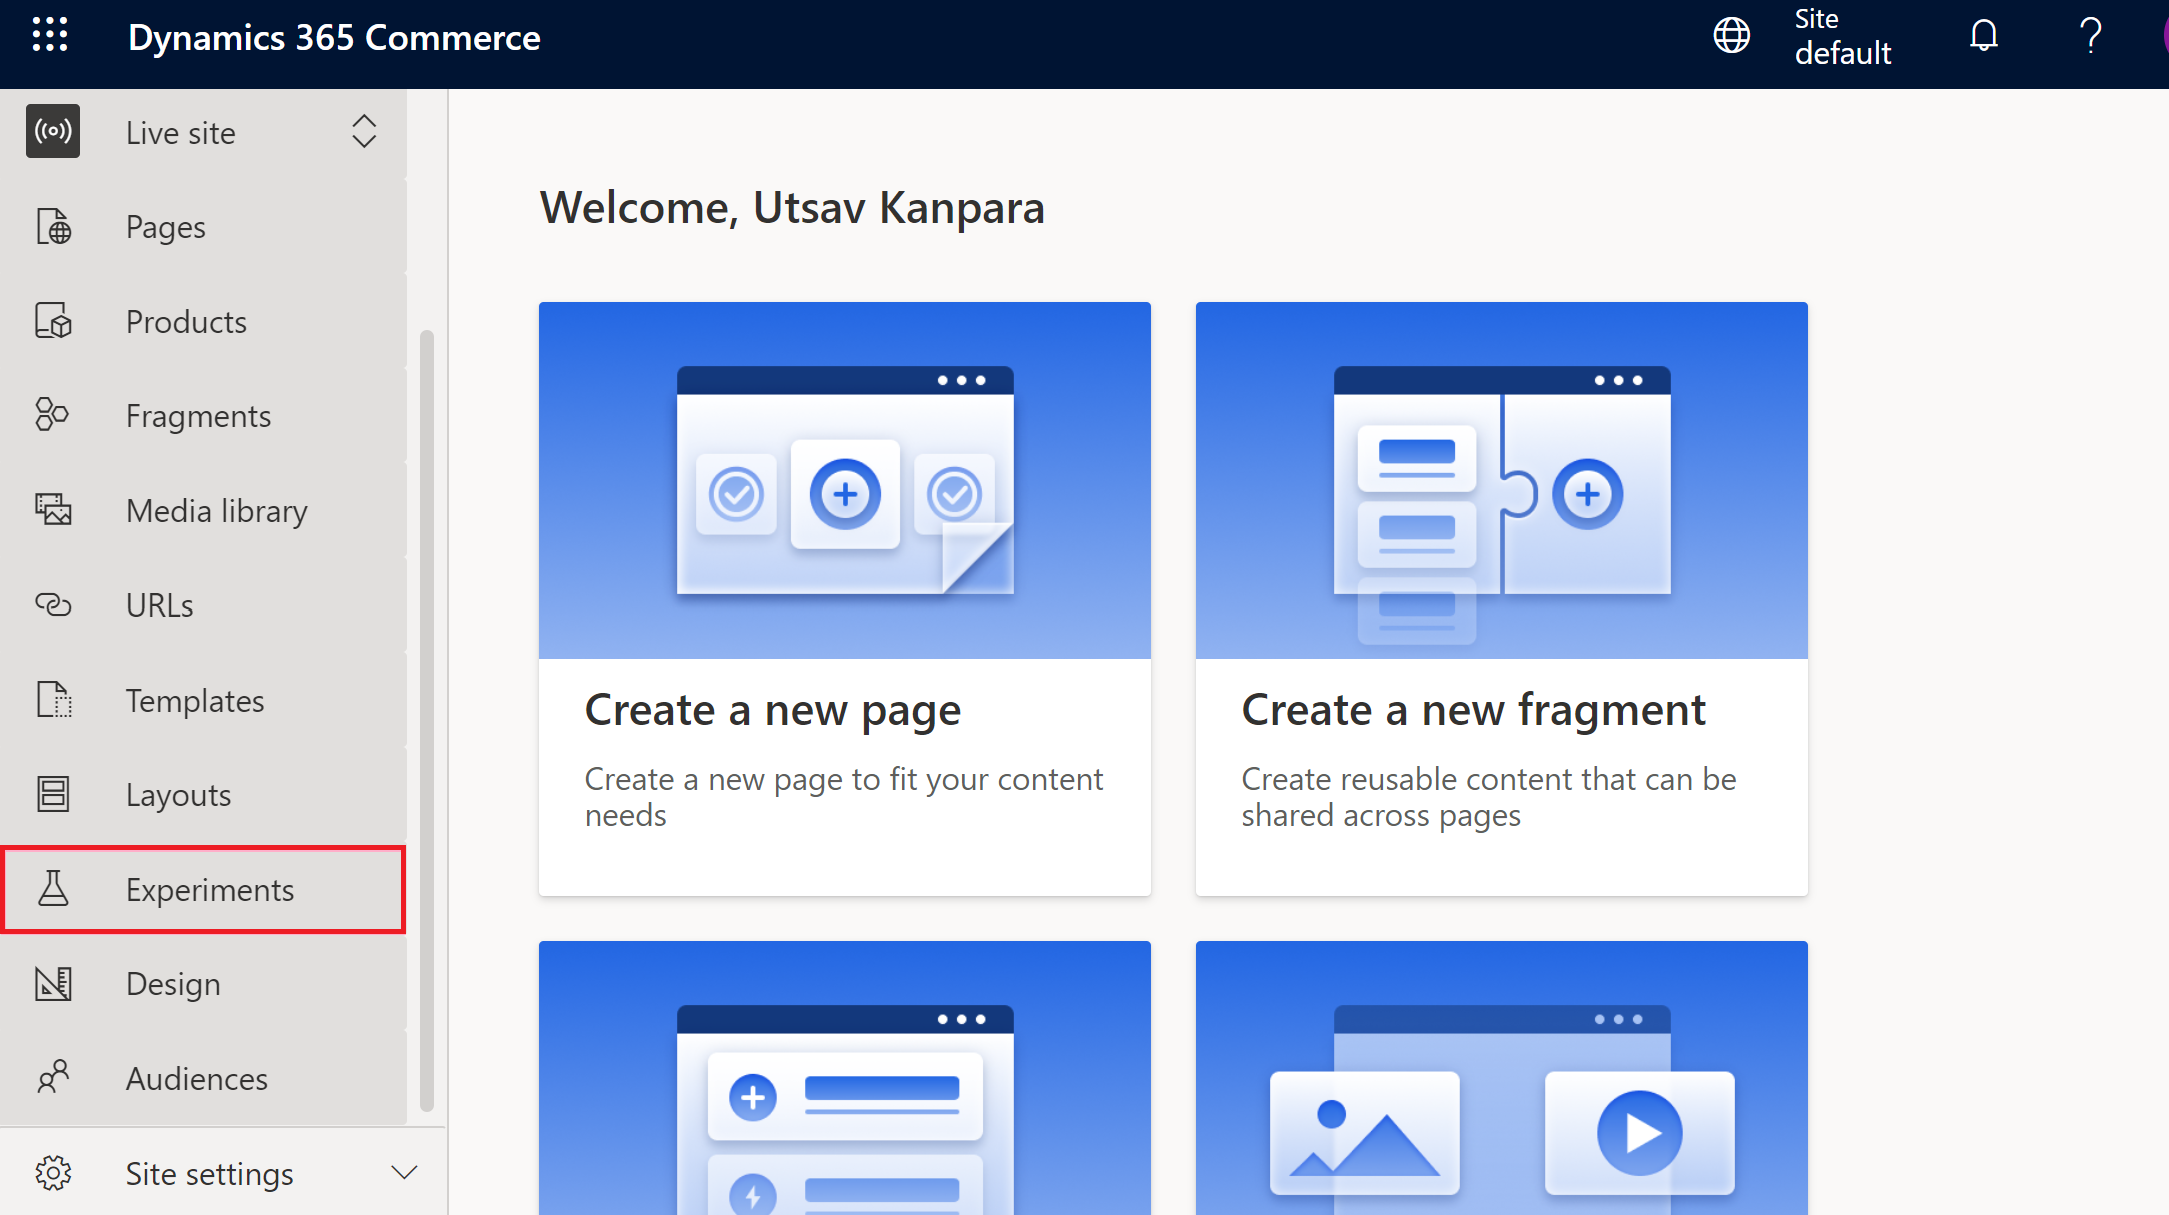 Dynamics 365 Commerce
Site
default
Live site
Pages
Products
Fragments
Media library
URLs
Templates
Layouts
Experiments
Design
Audiences
Site settings
Welcome, Utsav Kanpara
Create a new page
Create a new page to fit your content
needs
Create a new fragment
Create reusable content that can be
shared across pages